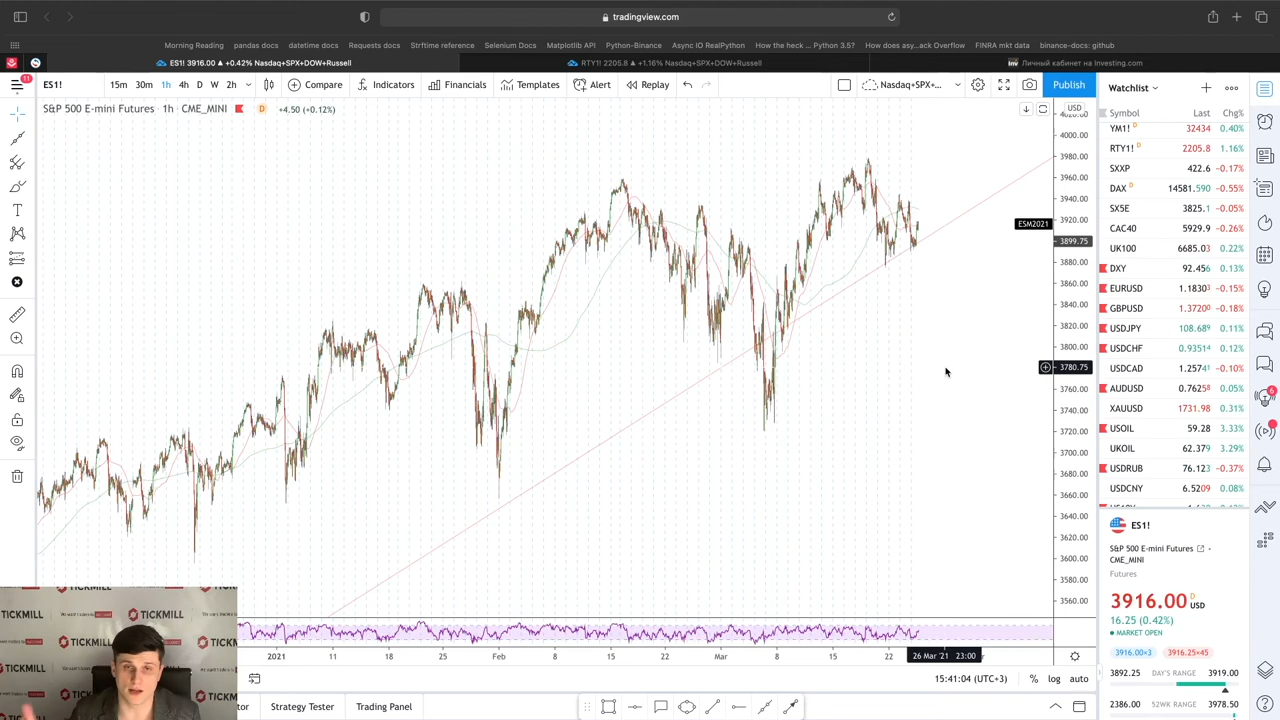 tradingview.com
Morning Reading pandas docs datetime docs Requests docs Strftime reference Selenium Docs Matplotlib API Python-Binance Async IO RealPython How the heck ... Python 3.5? How does asy...ack Overflow FINRA mkt data binance-docs: github
ES1! 3916.00 ▲ +0.42% Nasdaq+SPX+DOW+Russell RTY1! 2205.8 ▲ +1.16% Nasdaq+SPX+DOW+Russell Личный кабинет на Investing.com
11 ES1! 15m 30m 1h 4h D W 2h Compare Indicators Financials Templates Alert Replay Nasdaq+SPX+... Publish
S&P 500 E-mini Futures · 1h · CME_MINI D +4.50 (+0.12%)
USD
4020.00
4000.00
3980.00
3960.00
3940.00
3920.00
ESM2021
3899.75
3880.00
3860.00
3840.00
3820.00
3800.00
3780.75
3760.00
3740.00
3720.00
3700.00
3680.00
3660.00
3640.00
3620.00
3600.00
3580.00
3560.00
2021 11 18 25 Feb 8 15 22 Mar 8 15 22 26 Mar '21 23:00
15:41:04 (UTC+3) % log auto
tor Strategy Tester Trading Panel
Watchlist
Symbol Last Chg%
YM1! D 32434 0.40%
RTY1! D 2205.8 1.16%
SXXP 422.6 −0.17%
DAX D 14581.590 −0.55%
SX5E 3825.1 −0.05%
CAC40 5929.9 −0.26%
UK100 6685.03 0.22%
DXY 92.456 0.13%
EURUSD 1.1830 −0.15%
GBPUSD 1.3720 −0.18%
USDJPY 108.689 0.11%
USDCHF 0.93514 0.12%
USDCAD 1.2574 −0.10%
AUDUSD 0.7625 0.05%
XAUUSD 1731.98 0.31%
USOIL 59.28 3.33%
UKOIL 62.379 3.29%
USDRUB 76.123 −0.37%
USDCNY 6.5209 0.08%
ES1!
S&P 500 E-mini Futures ·
CME_MINI
Futures
3916.00 D USD
16.25 (0.42%)
MARKET OPEN
3916.00×3 3916.25×45
3892.25 DAY'S RANGE 3919.00
2386.00 52WK RANGE 3978.50
6
TICKMILL TICKMILL
TICKMILL
TICKMILL